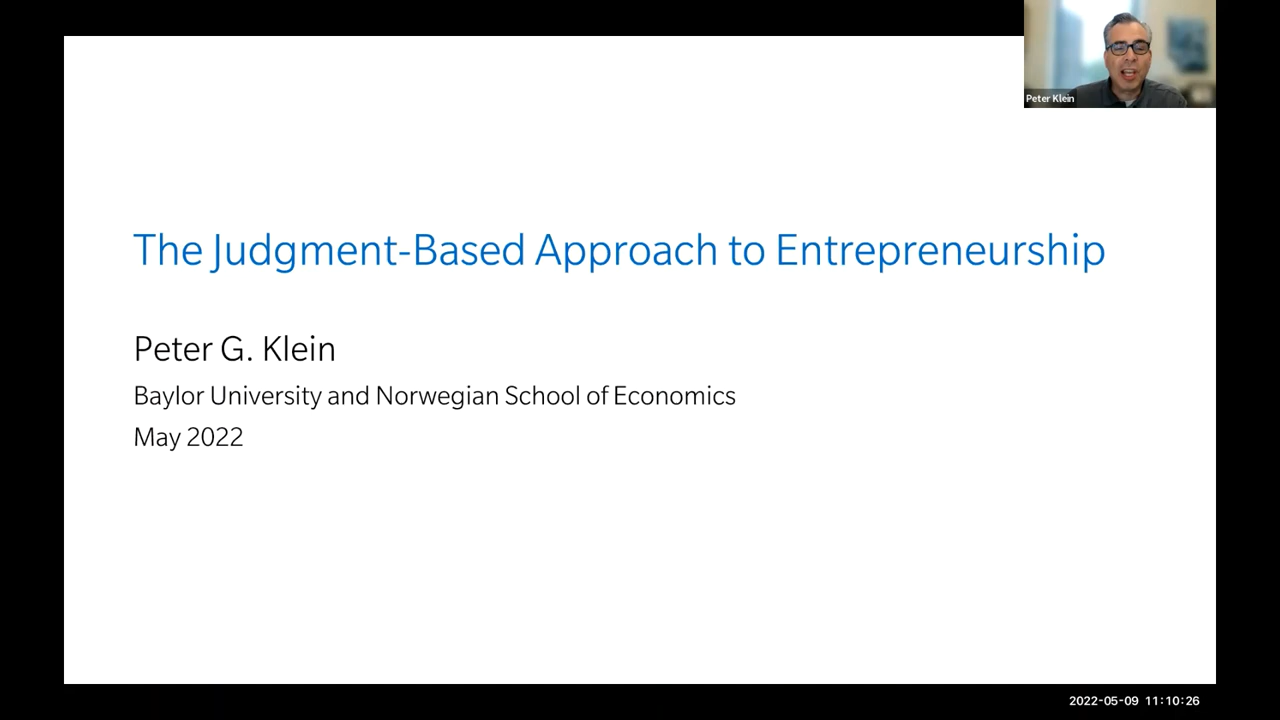 Peter Klein
The Judgment-Based Approach to Entrepreneurship
Peter G. Klein
Baylor University and Norwegian School of Economics
May 2022
2022-05-09 11:10:26